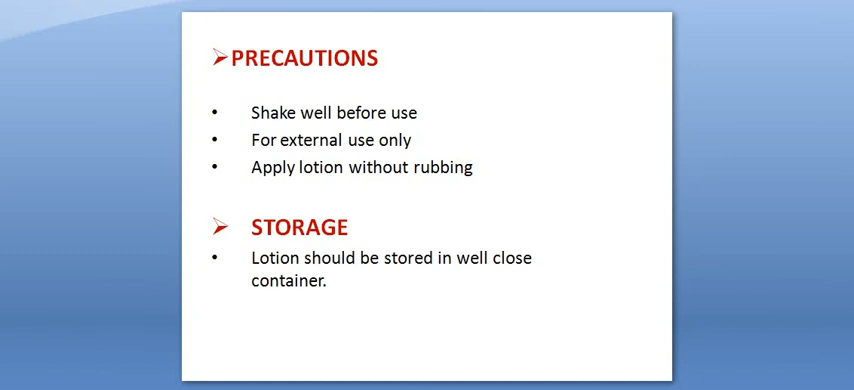 ➢PRECAUTIONS
• Shake well before use
• For external use only
• Apply lotion without rubbing
➢ STORAGE
• Lotion should be stored in well close
container.